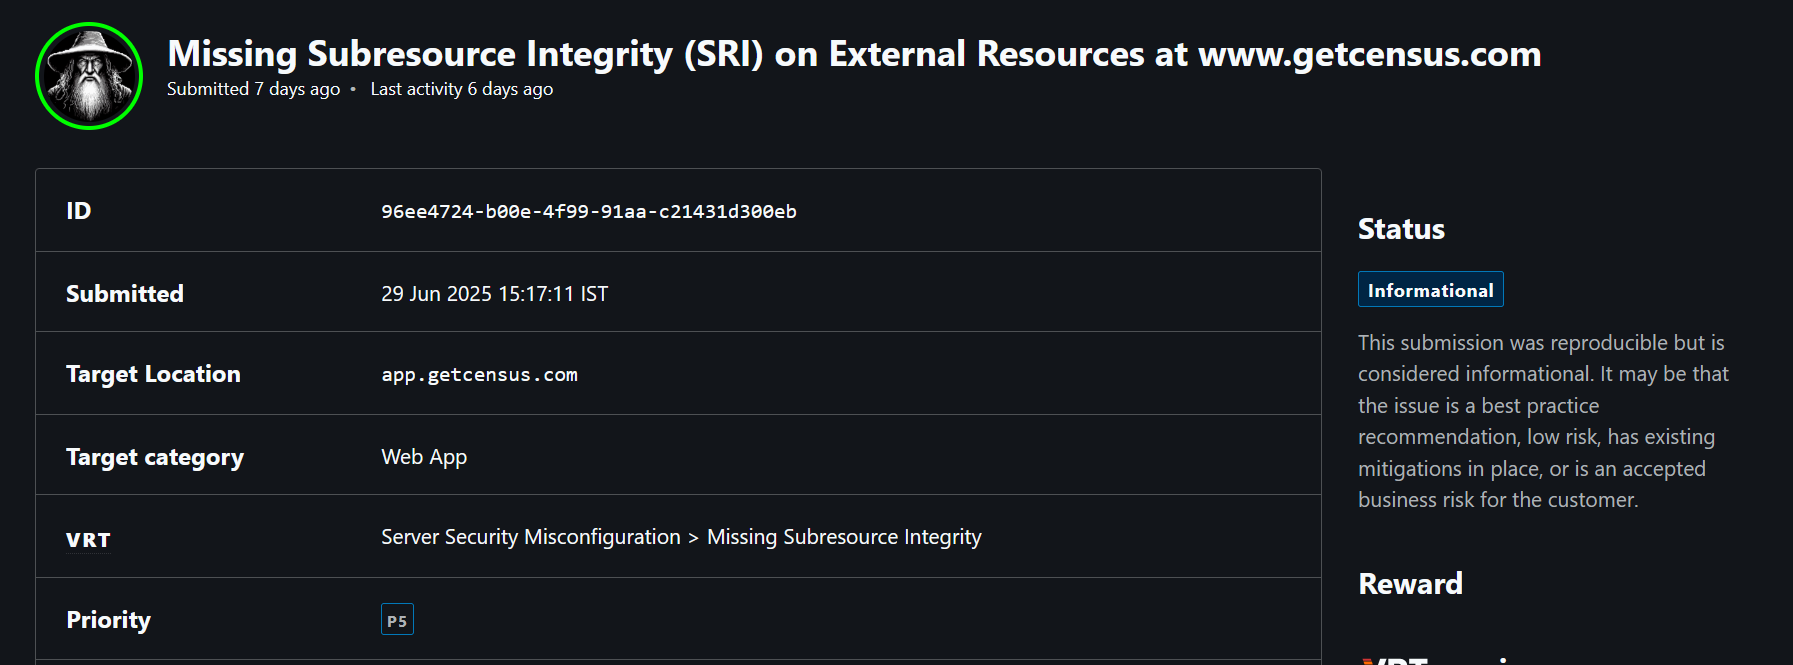 Missing Subresource Integrity (SRI) on External Resources at www.getcensus.com
Submitted 7 days ago • Last activity 6 days ago
ID 96ee4724-b00e-4f99-91aa-c21431d300eb
Submitted 29 Jun 2025 15:17:11 IST
Target Location app.getcensus.com
Target category Web App
VRT Server Security Misconfiguration > Missing Subresource Integrity
Priority P5
Status
Informational
This submission was reproducible but is
considered informational. It may be that
the issue is a best practice
recommendation, low risk, has existing
mitigations in place, or is an accepted
business risk for the customer.
Reward